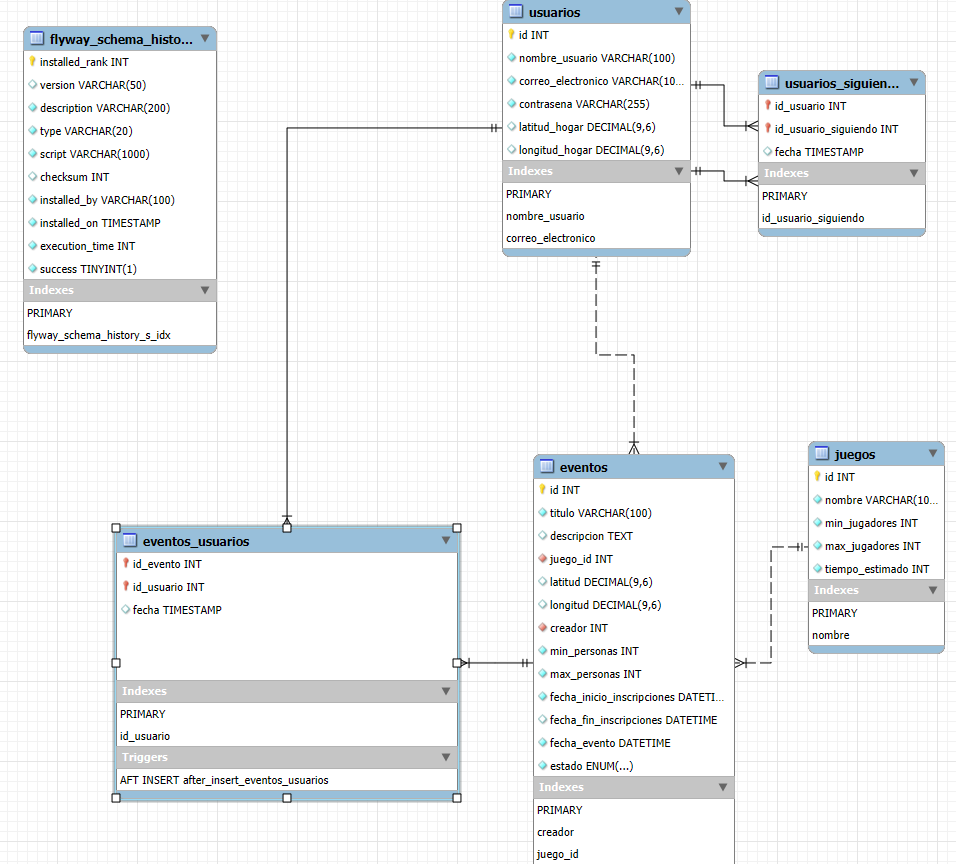 flyway_schema_histo...
installed_rank INT
version VARCHAR(50)
description VARCHAR(200)
type VARCHAR(20)
script VARCHAR(1000)
checksum INT
installed_by VARCHAR(100)
installed_on TIMESTAMP
execution_time INT
success TINYINT(1)
Indexes
PRIMARY
flyway_schema_history_s_idx
usuarios
id INT
nombre_usuario VARCHAR(100)
correo_electronico VARCHAR(10...
contrasena VARCHAR(255)
latitud_hogar DECIMAL(9,6)
longitud_hogar DECIMAL(9,6)
Indexes
PRIMARY
nombre_usuario
correo_electronico
usuarios_siguien...
id_usuario INT
id_usuario_siguiendo INT
fecha TIMESTAMP
Indexes
PRIMARY
id_usuario_siguiendo
eventos_usuarios
id_evento INT
id_usuario INT
fecha TIMESTAMP
Indexes
PRIMARY
id_usuario
Triggers
AFT INSERT after_insert_eventos_usuarios
eventos
id INT
titulo VARCHAR(100)
descripcion TEXT
juego_id INT
latitud DECIMAL(9,6)
longitud DECIMAL(9,6)
creador INT
min_personas INT
max_personas INT
fecha_inicio_inscripciones DATETI...
fecha_fin_inscripciones DATETIME
fecha_evento DATETIME
estado ENUM(...)
Indexes
PRIMARY
creador
juego_id
juegos
id INT
nombre VARCHAR(10...
min_jugadores INT
max_jugadores INT
tiempo_estimado INT
Indexes
PRIMARY
nombre